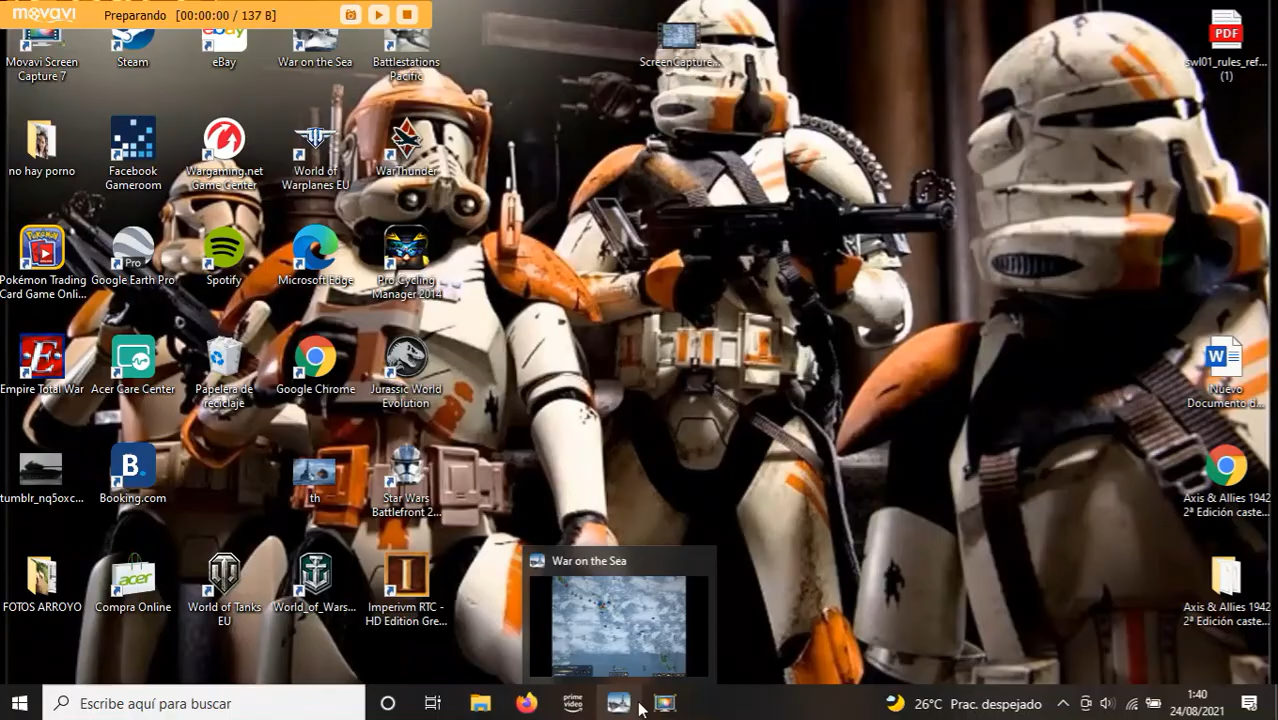 movavi
Preparando [00:00:00 / 137 B]
Movavi Screen
Capture 7
Steam
ebay
eBay
War on the Sea
Battlestations
Pacific
ScreenCapture...
PDF
swl01_rules_ref...
(1)
no hay porno
Facebook
Gameroom
Wargaming.net
Game Center
World of
Warplanes EU
WarThunder
Pokémon Trading
Card Game Onli...
Pro
Google Earth Pro
Spotify
Microsoft Edge
Pro Cycling
Manager 2014
E
Empire Total War
Acer Care Center
Papelera de
reciclaje
Google Chrome
Jurassic World
Evolution
W
Nuevo
Documento d...
tumblr_nq5oxc...
B.
Booking.com
th
Star Wars
Battlefront 2...
Axis & Allies 1942
2ª Edición caste...
FOTOS ARROYO
acer
Compra Online
World of Tanks
EU
World_of_Wars...
I
Imperivm RTC -
HD Edition Gre...
War on the Sea
Axis & Allies 1942
2ª Edición caste...
Escribe aquí para buscar
prime
video
26°C Prac. despejado
1:40
24/08/2021